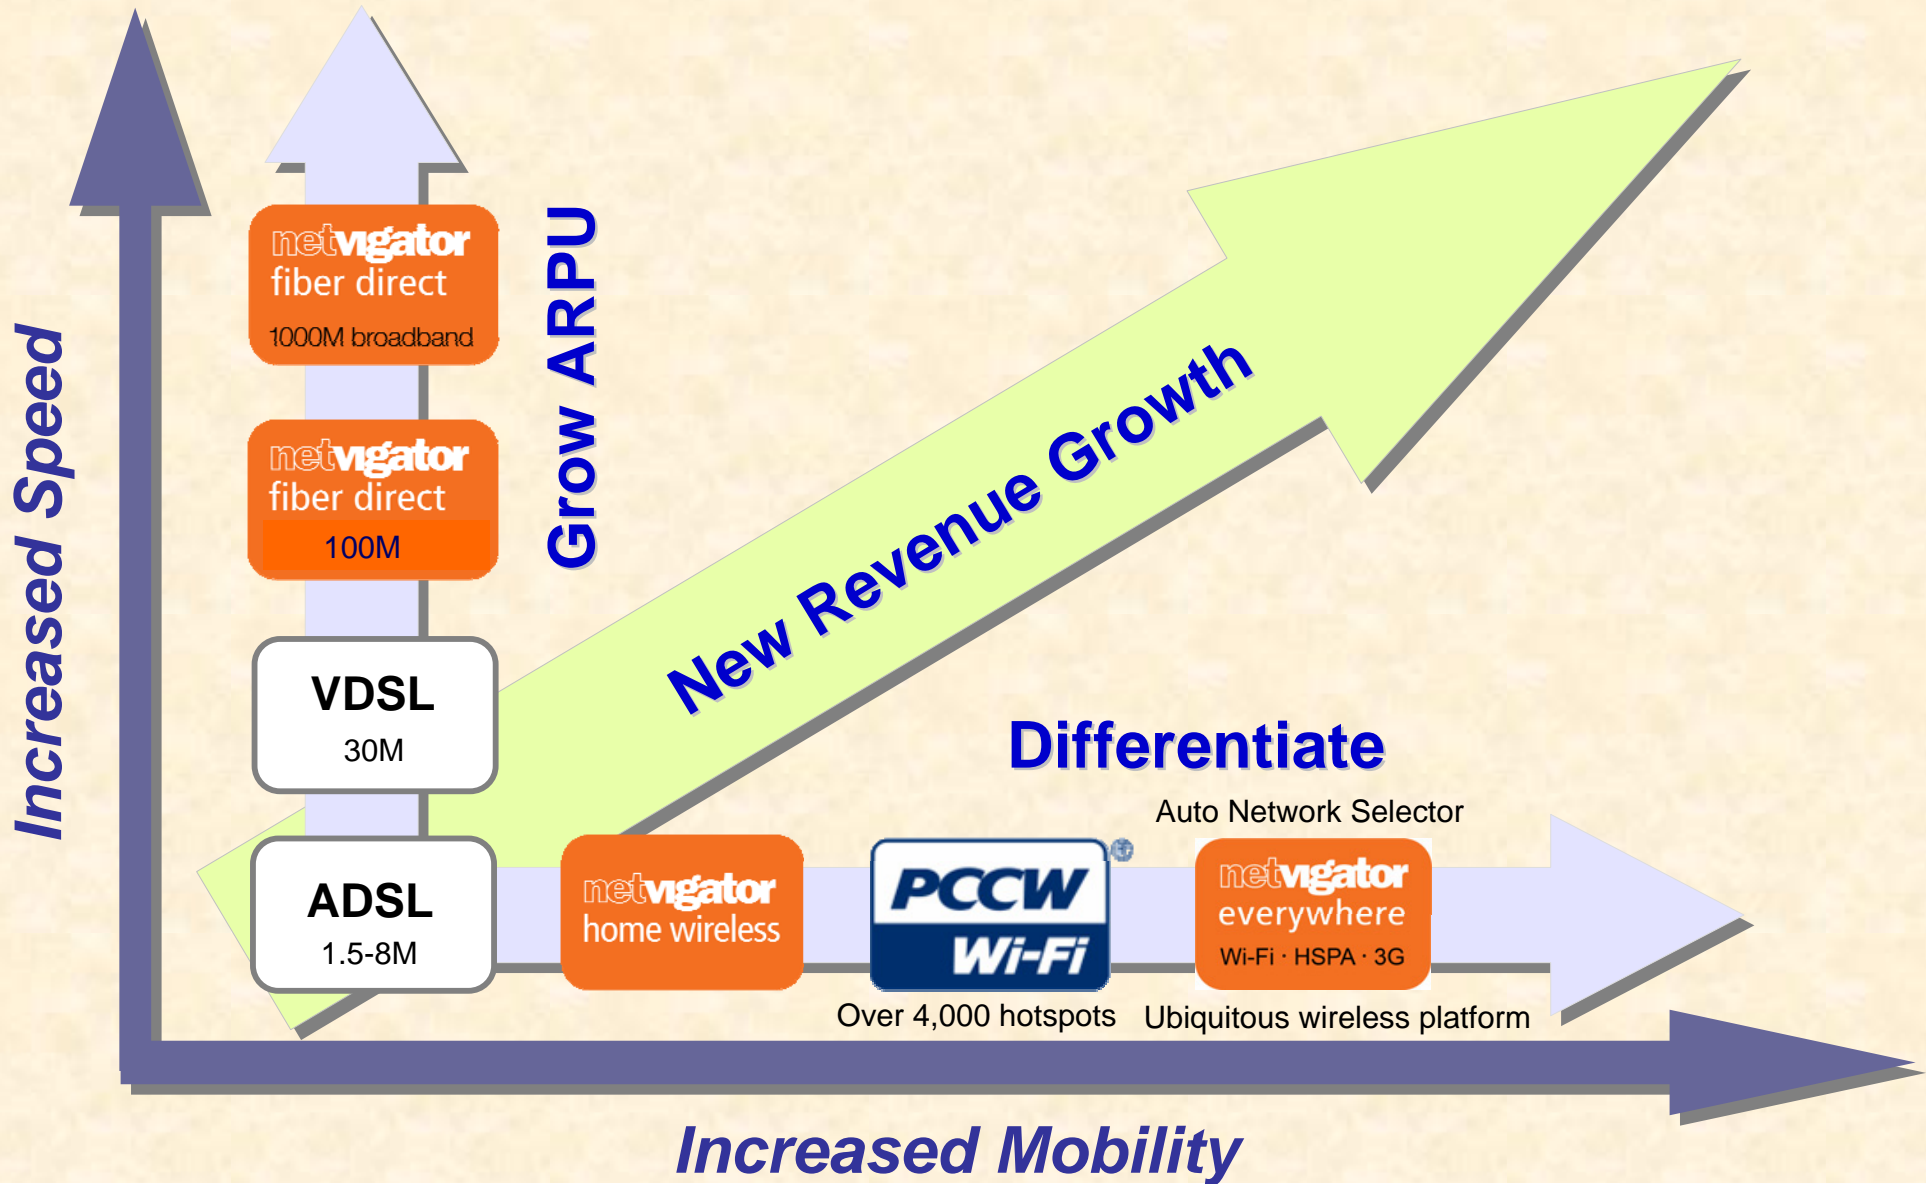 Increased Speed
netvigator
fiber direct
1000M broadband
netvigator
fiber direct
100M
VDSL
30M
ADSL
1.5-8M
Grow ARPU
New Revenue Growth
Differentiate
Auto Network Selector
netvigator
home wireless
PCCW
Wi-Fi
Over 4,000 hotspots
netvigator
everywhere
Wi-Fi · HSPA · 3G
Ubiquitous wireless platform
Increased Mobility